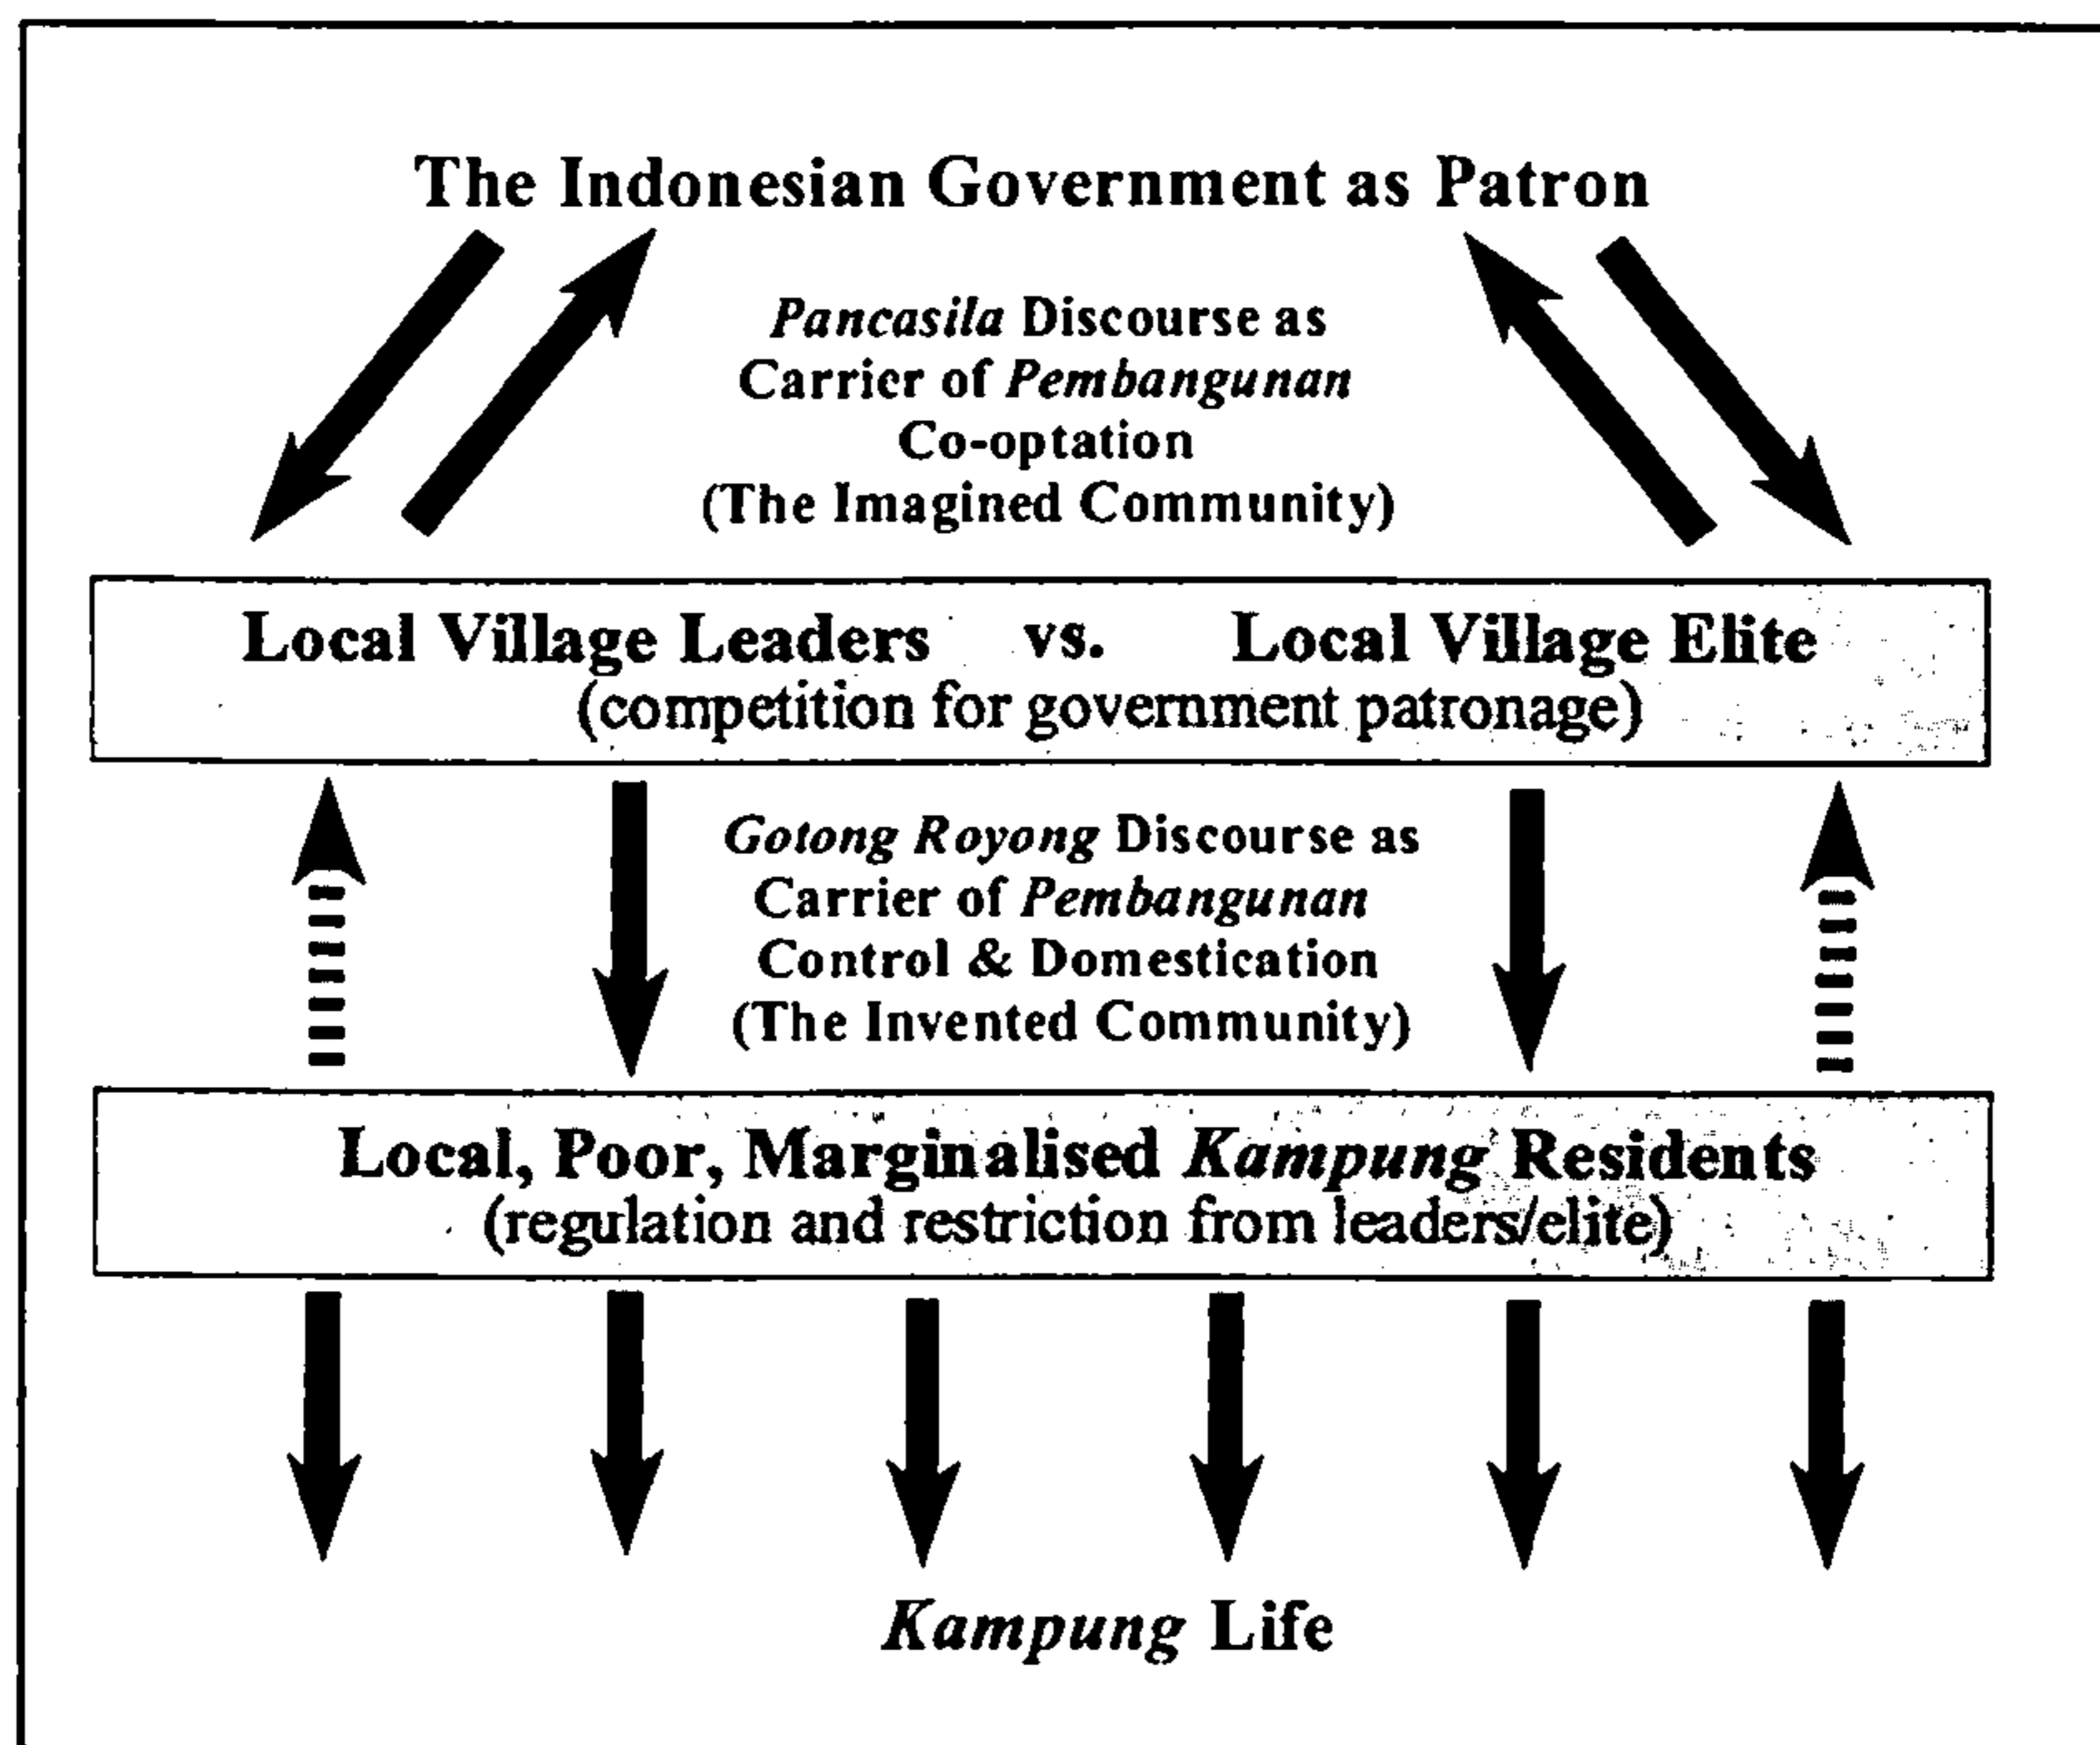 The Indonesian Government as Patron
Pancasila Discourse as
Carrier of Pembangunan
Co-optation
(The Imagined Community)
Local Village Leaders vs. Local Village Elite
(competition for government patronage)
Gotong Royong Discourse as
Carrier of Pembangunan
Control & Domestication
(The Invented Community)
Local, Poor, Marginalised Kampung Residents
(regulation and restriction from leaders/elite)
Kampung Life